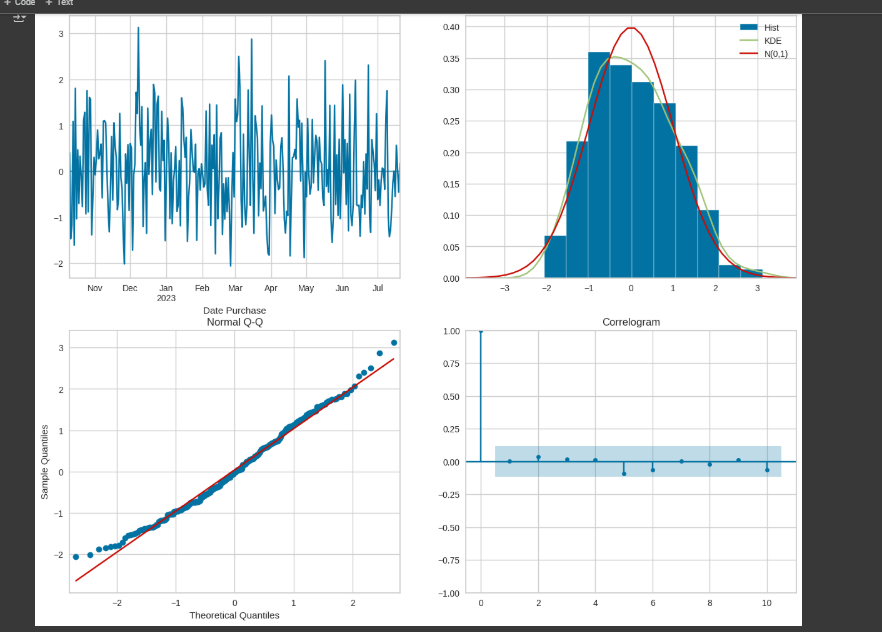 + Code + Text
3
2
1
0
−1
−2
Nov Dec Jan Feb Mar Apr May Jun Jul
2023
Date Purchase
0.40
0.35
0.30
0.25
0.20
0.15
0.10
0.05
0.00
−3 −2 −1 0 1 2 3
Hist
KDE
N(0,1)
Normal Q-Q
Sample Quantiles
3
2
1
0
−1
−2
−2 −1 0 1 2
Theoretical Quantiles
Correlogram
1.00
0.75
0.50
0.25
0.00
−0.25
−0.50
−0.75
−1.00
0 2 4 6 8 10